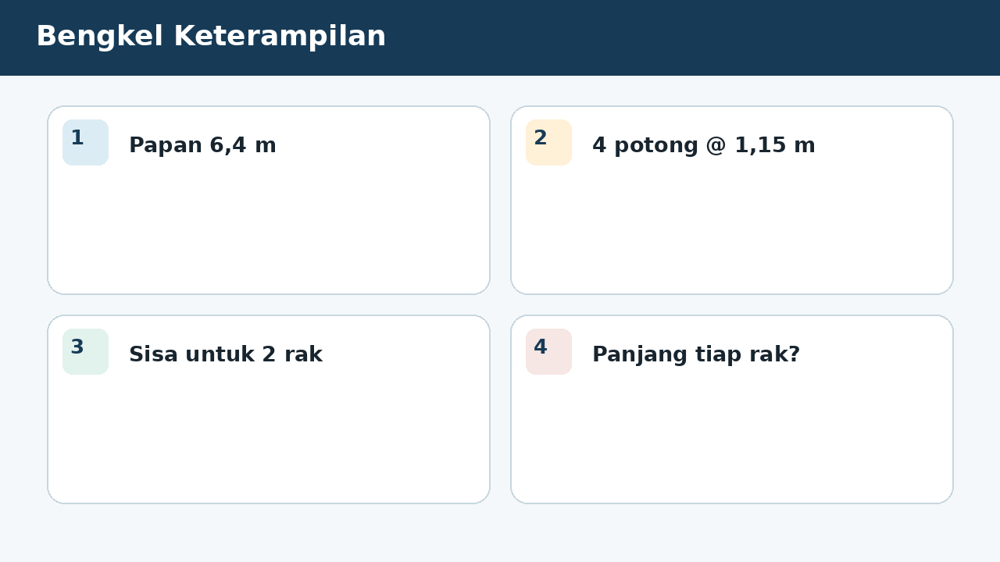 Bengkel Keterampilan
1
Papan 6,4 m
2
4 potong @ 1,15 m
3
Sisa untuk 2 rak
4
Panjang tiap rak?